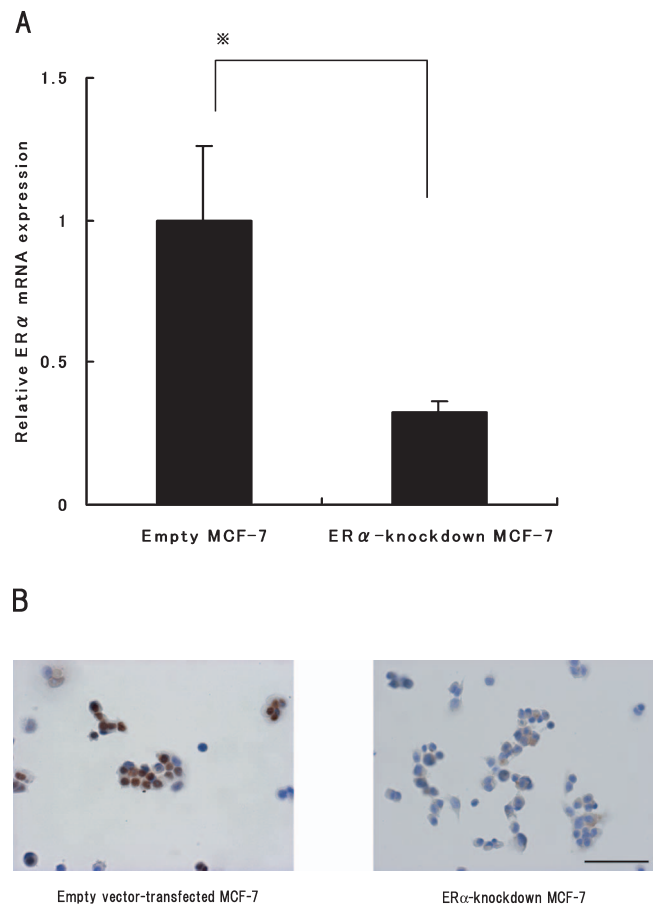 A
※
1.5
1
0.5
0
Relative ERα mRNA expression
Empty MCF-7
ERα-knockdown MCF-7
B
Empty vector-transfected MCF-7
ERα-knockdown MCF-7